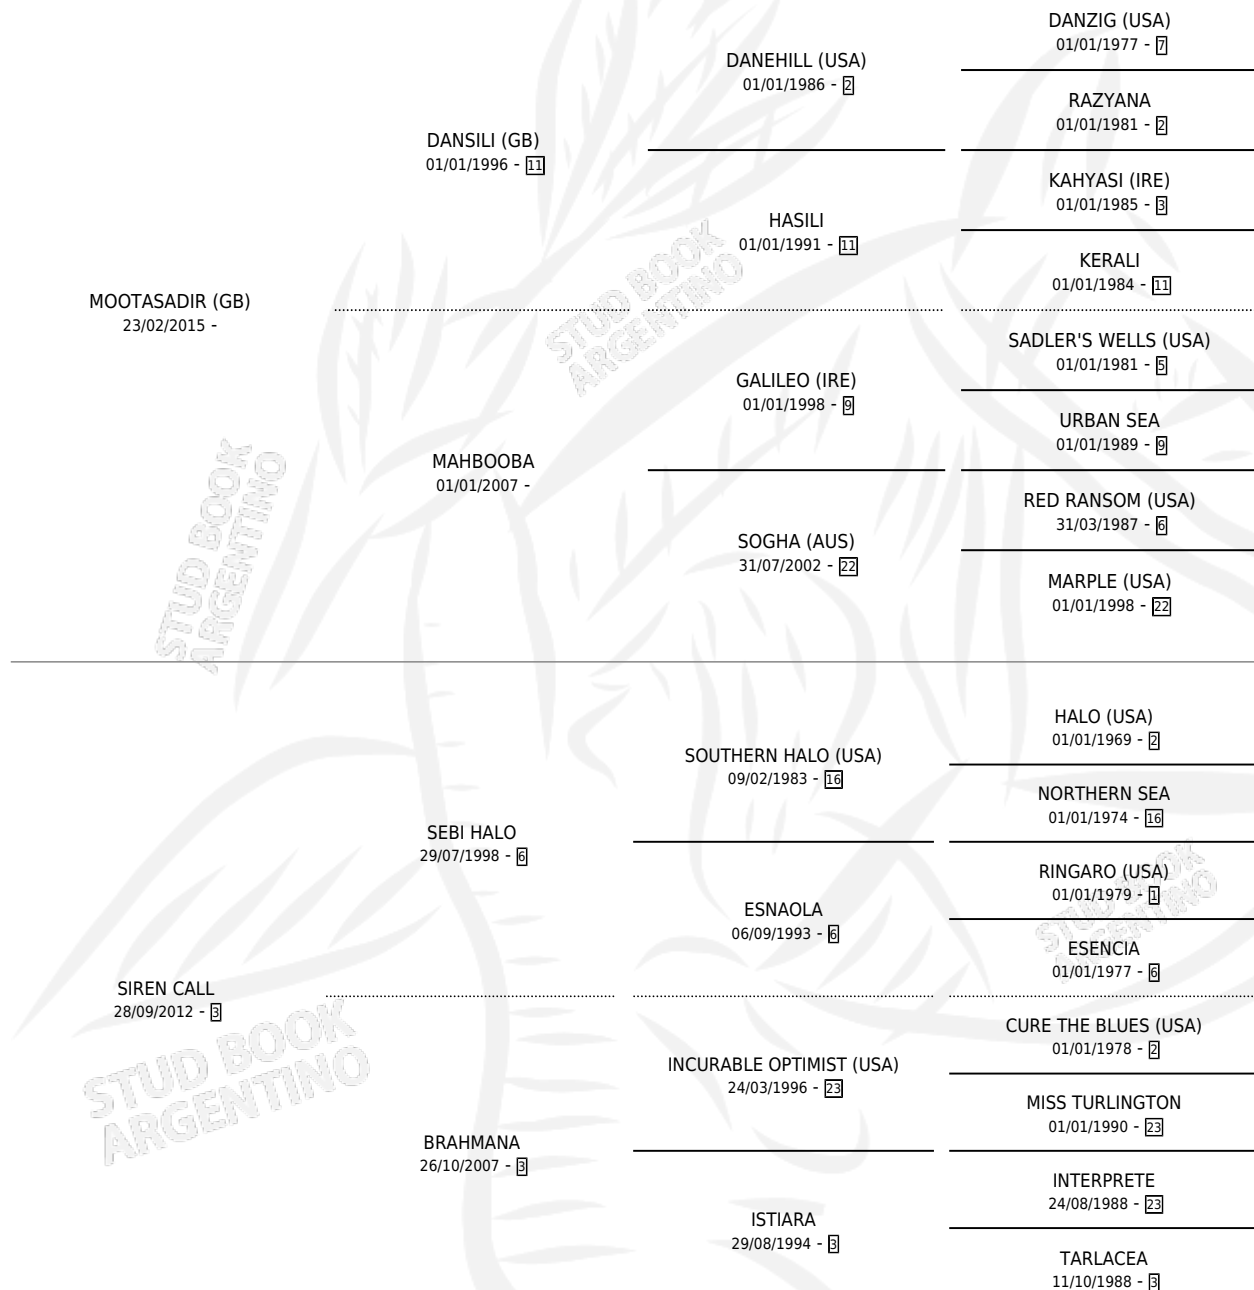 DANZIG (USA)
01/01/1977 - 7
DANEHILL (USA)
01/01/1986 - 2
RAZYANA
01/01/1981 - 2
DANSILI (GB)
01/01/1996 - 11
KAHYASI (IRE)
01/01/1985 - 3
HASILI
01/01/1991 - 11
KERALI
01/01/1984 - 11
MOOTASADIR (GB)
23/02/2015 -
SADLER'S WELLS (USA)
01/01/1981 - 5
GALILEO (IRE)
01/01/1998 - 9
URBAN SEA
01/01/1989 - 9
MAHBOOBA
01/01/2007 -
RED RANSOM (USA)
31/03/1987 - 6
SOGHA (AUS)
31/07/2002 - 22
MARPLE (USA)
01/01/1998 - 22
HALO (USA)
01/01/1969 - 2
SOUTHERN HALO (USA)
09/02/1983 - 16
NORTHERN SEA
01/01/1974 - 16
SEBI HALO
29/07/1998 - 6
RINGARO (USA)
01/01/1979 - 1
ESNAOLA
06/09/1993 - 6
ESENCIA
01/01/1977 - 6
SIREN CALL
28/09/2012 - 3
CURE THE BLUES (USA)
01/01/1978 - 2
INCURABLE OPTIMIST (USA)
24/03/1996 - 23
MISS TURLINGTON
01/01/1990 - 23
BRAHMANA
26/10/2007 - 3
INTERPRETE
24/08/1988 - 23
ISTIARA
29/08/1994 - 3
TARLACEA
11/10/1988 - 3
STUD BOOK
ARGENTINO
STUD BOOK
ARGENTINO
STUD BOOK
ARGENTINO
STUD BOOK
ARGENTINO